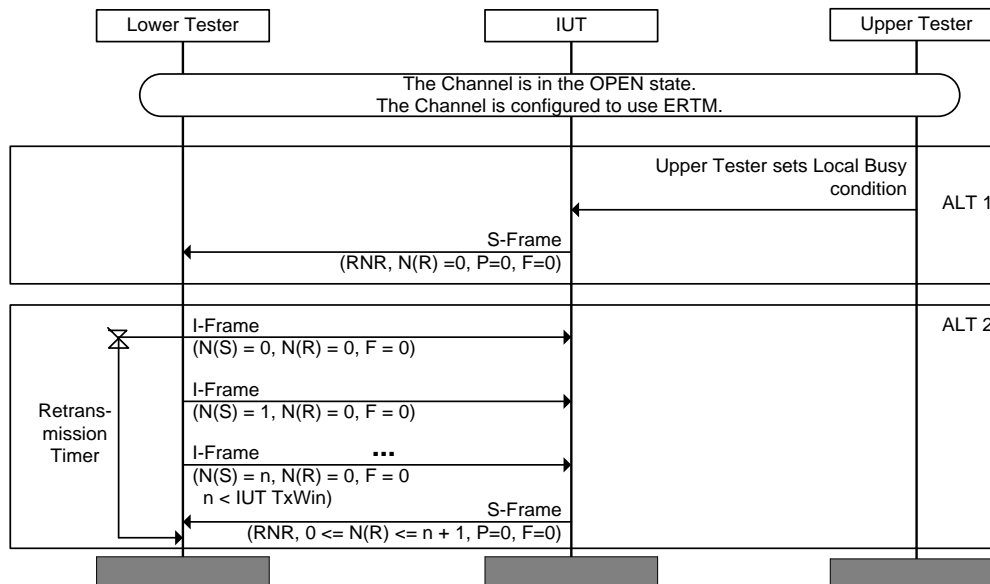 Lower Tester
IUT
Upper Tester
The Channel is in the OPEN state.
The Channel is configured to use ERTM.
Upper Tester sets Local Busy
condition
ALT 1
S-Frame
(RNR, N(R) =0, P=0, F=0)
ALT 2
I-Frame
(N(S) = 0, N(R) = 0, F = 0)
I-Frame
(N(S) = 1, N(R) = 0, F = 0)
Retrans-
mission
Timer
I-Frame ...
(N(S) = n, N(R) = 0, F = 0
n < IUT TxWin)
S-Frame
(RNR, 0 <= N(R) <= n + 1, P=0, F=0)